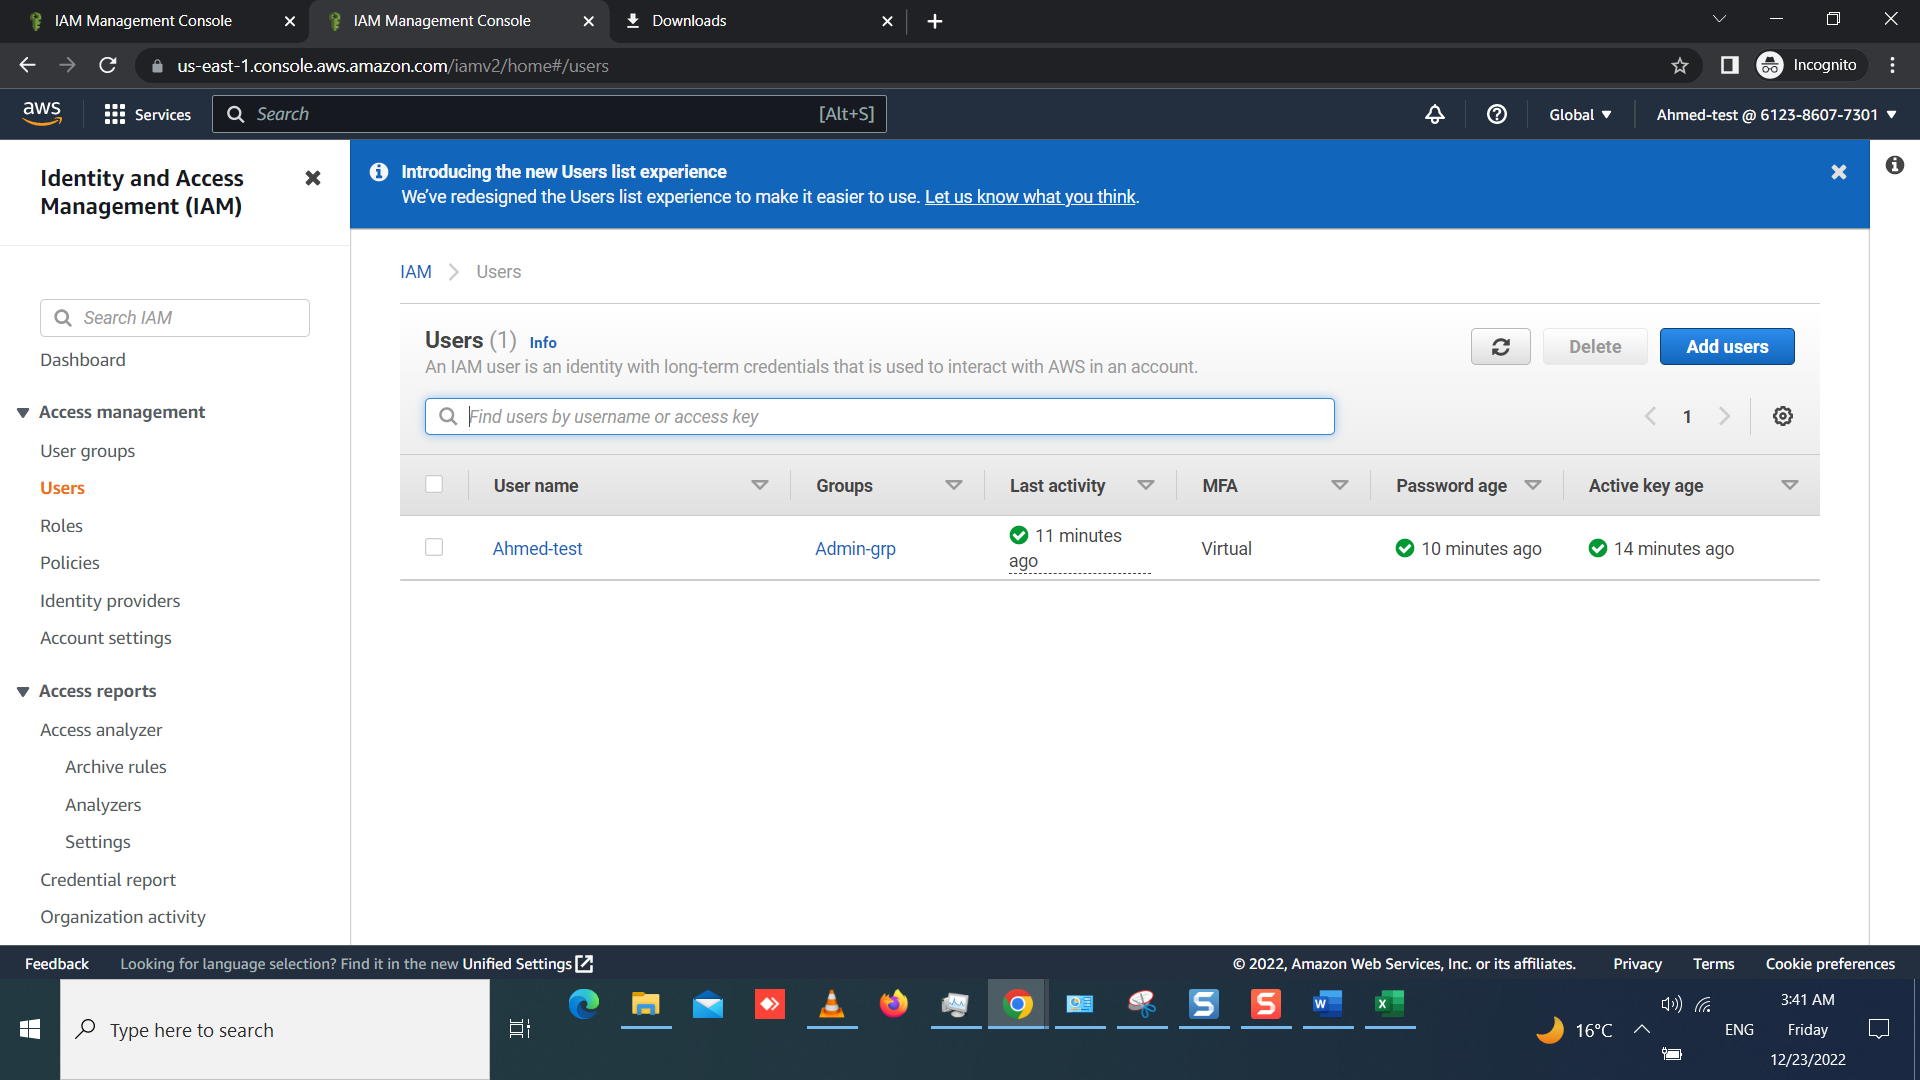 IAM Management Console
IAM Management Console
Downloads
us-east-1.console.aws.amazon.com/iamv2/home#/users
Incognito
aws
Services
Search
[Alt+S]
Global
Ahmed-test @ 6123-8607-7301
Identity and Access
Management (IAM)
Search IAM
Dashboard
Access management
User groups
Users
Roles
Policies
Identity providers
Account settings
Access reports
Access analyzer
Archive rules
Analyzers
Settings
Credential report
Organization activity
Introducing the new Users list experience
We've redesigned the Users list experience to make it easier to use. Let us know what you think.
IAM
Users
Users (1) Info
An IAM user is an identity with long-term credentials that is used to interact with AWS in an account.
Delete
Add users
Find users by username or access key
1
User name
Groups
Last activity
MFA
Password age
Active key age
Ahmed-test
Admin-grp
11 minutes
ago
Virtual
10 minutes ago
14 minutes ago
Feedback
Looking for language selection? Find it in the new Unified Settings
© 2022, Amazon Web Services, Inc. or its affiliates.
Privacy
Terms
Cookie preferences
Type here to search
16°C
ENG
3:41 AM
Friday
12/23/2022